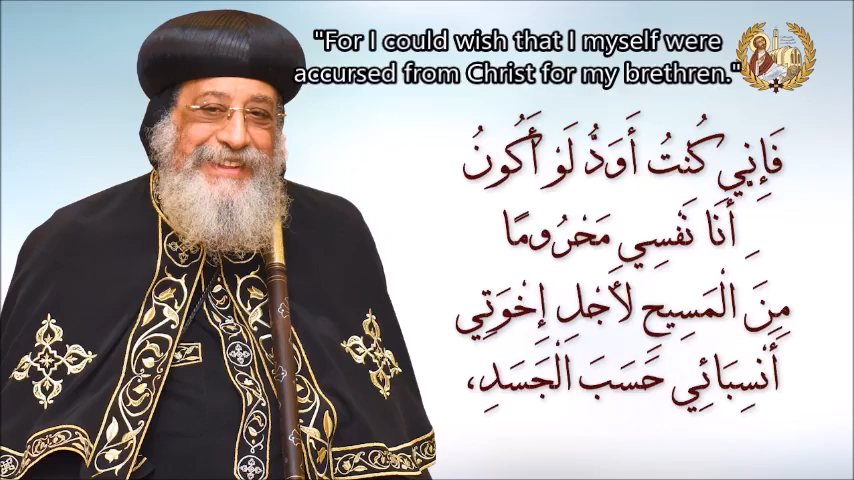 "For I could wish that I myself were
accursed from Christ for my brethren."
فَإِنِّي كُنْتُ أَوَدُّ لَوْ أَكُونُ
أَنَا نَفْسِي مَحْرُومًا
مِنَ الْمَسِيحِ لأَجْلِ إِخْوَتِي
أَنْسِبَائِي حَسَبَ الْجَسَدِ،